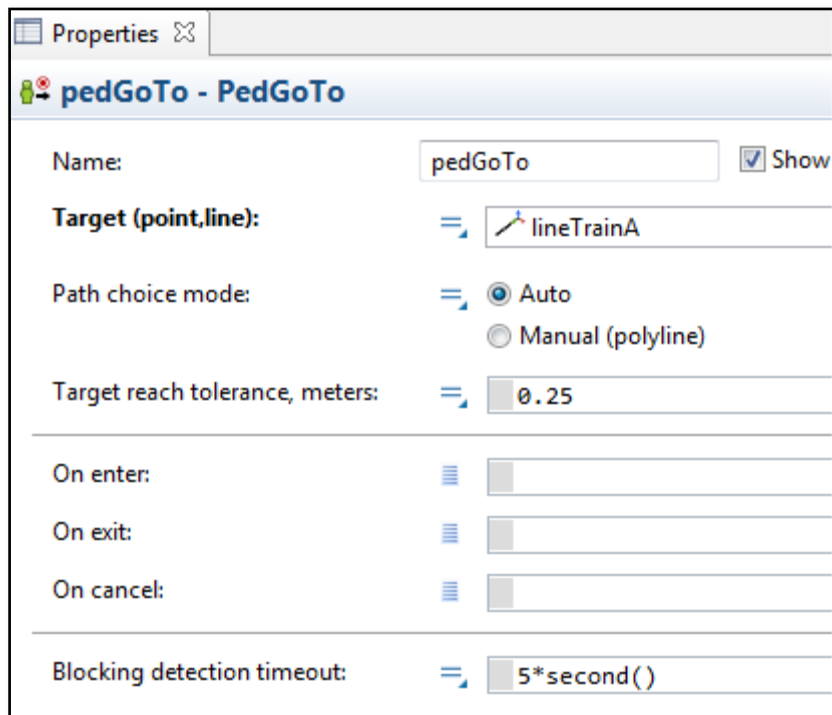 Properties
pedGoTo - PedGoTo
Name: pedGoTo Show
Target (point,line): lineTrainA
Path choice mode: Auto
Manual (polyline)
Target reach tolerance, meters: 0.25
On enter:
On exit:
On cancel:
Blocking detection timeout: 5*second()